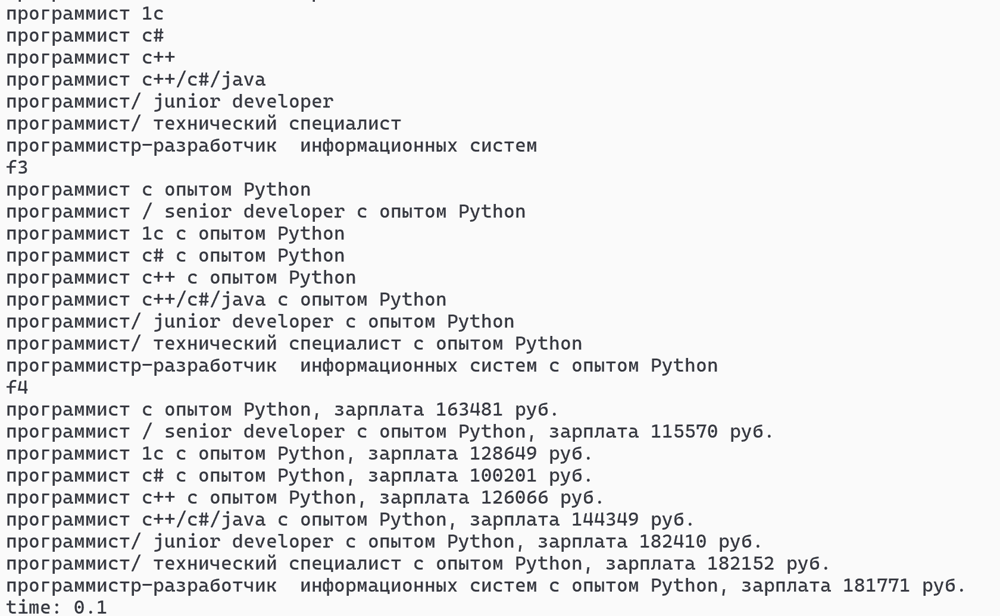 программист 1с
программист c#
программист c++
программист c++/c#/java
программист/ junior developer
программист/ технический специалист
программистр-разработчик  информационных систем
f3
программист с опытом Python
программист / senior developer с опытом Python
программист 1с с опытом Python
программист c# с опытом Python
программист c++ с опытом Python
программист c++/c#/java с опытом Python
программист/ junior developer с опытом Python
программист/ технический специалист с опытом Python
программистр-разработчик  информационных систем с опытом Python
f4
программист с опытом Python, зарплата 163481 руб.
программист / senior developer с опытом Python, зарплата 115570 руб.
программист 1с с опытом Python, зарплата 128649 руб.
программист c# с опытом Python, зарплата 100201 руб.
программист c++ с опытом Python, зарплата 126066 руб.
программист c++/c#/java с опытом Python, зарплата 144349 руб.
программист/ junior developer с опытом Python, зарплата 182410 руб.
программист/ технический специалист с опытом Python, зарплата 182152 руб.
программистр-разработчик  информационных систем с опытом Python, зарплата 181771 руб.
time: 0.1